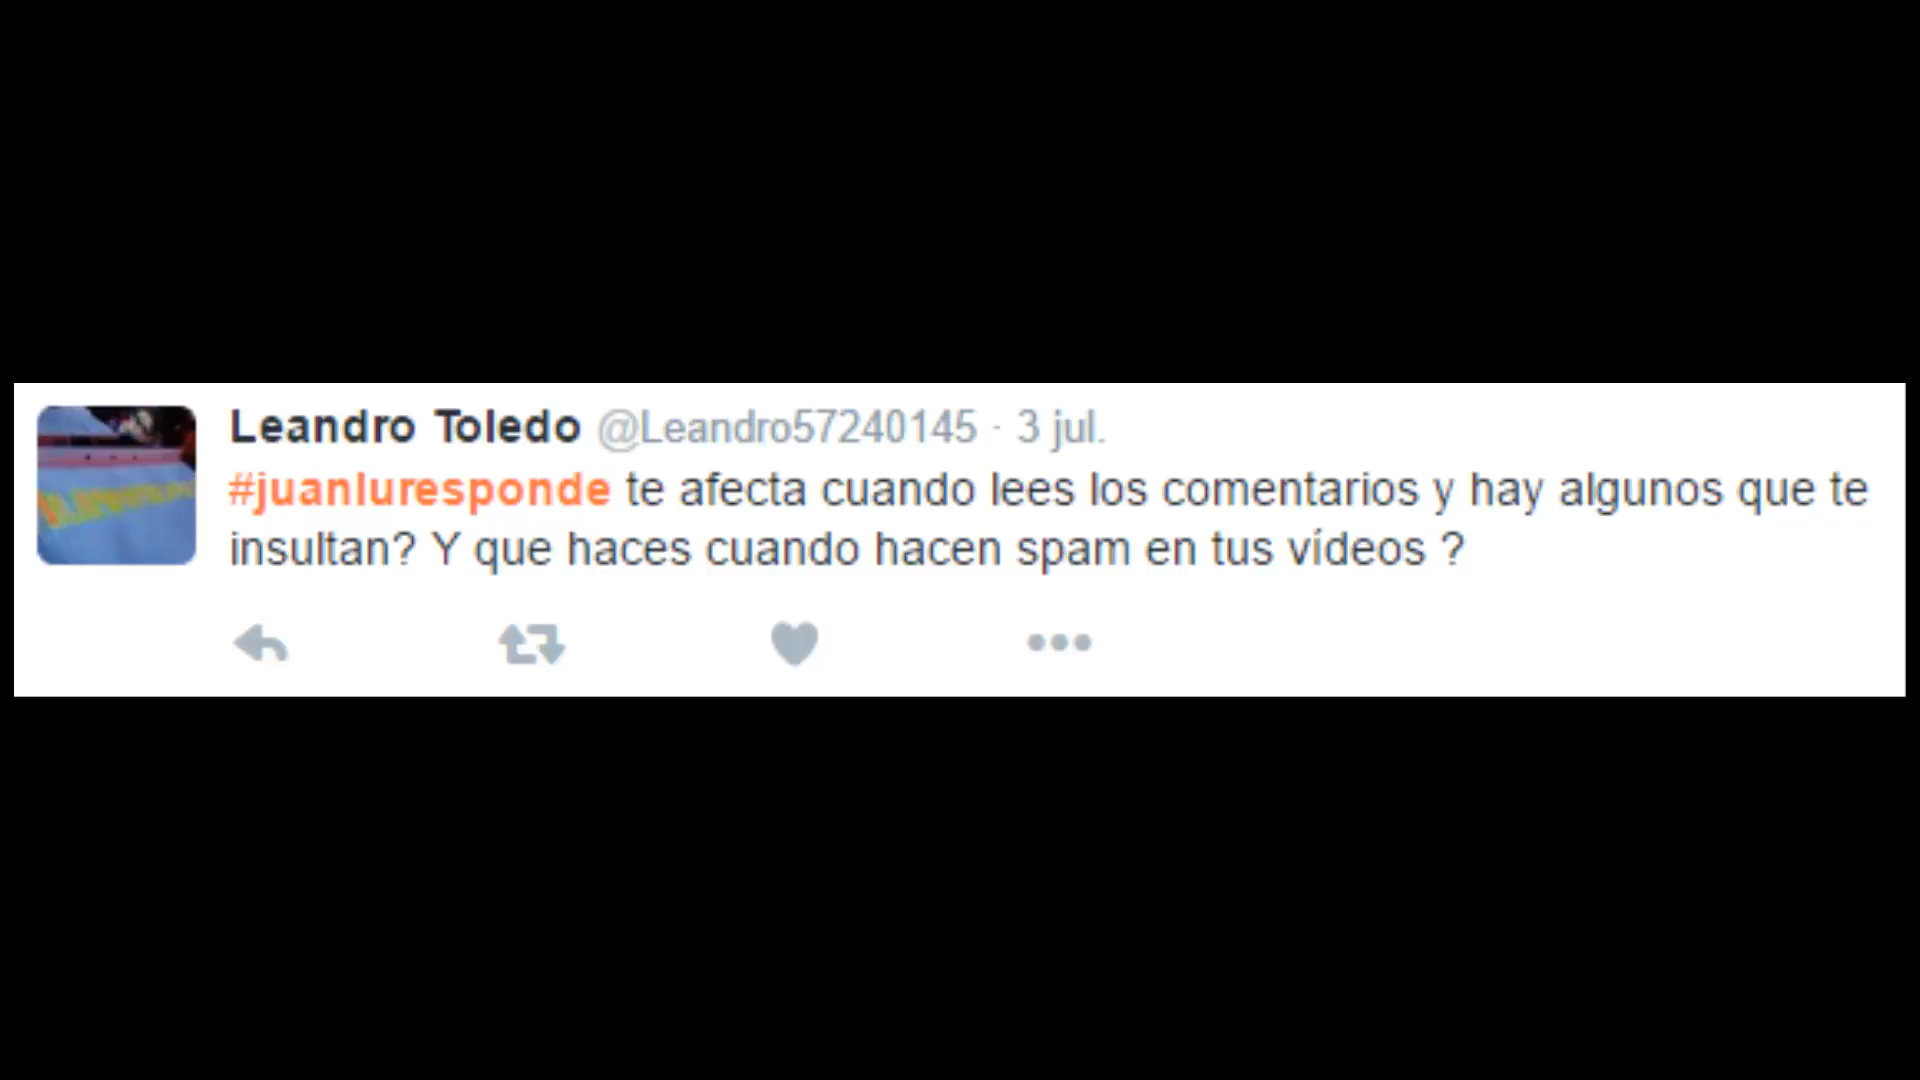 Leandro Toledo @Leandro57240145 · 3 jul.
#juanluresponde te afecta cuando lees los comentarios y hay algunos que te
insultan? Y que haces cuando hacen spam en tus vídeos ?